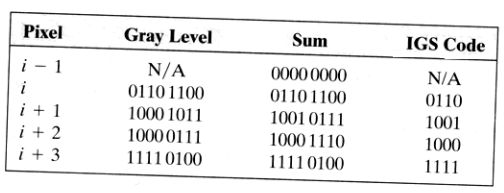 Pixel Gray Level Sum IGS Code
i − 1 N/A 0000 0000 N/A
i 0110 1100 0110 1100 0110
i + 1 1000 1011 1001 0111 1001
i + 2 1000 0111 1000 1110 1000
i + 3 1111 0100 1111 0100 1111